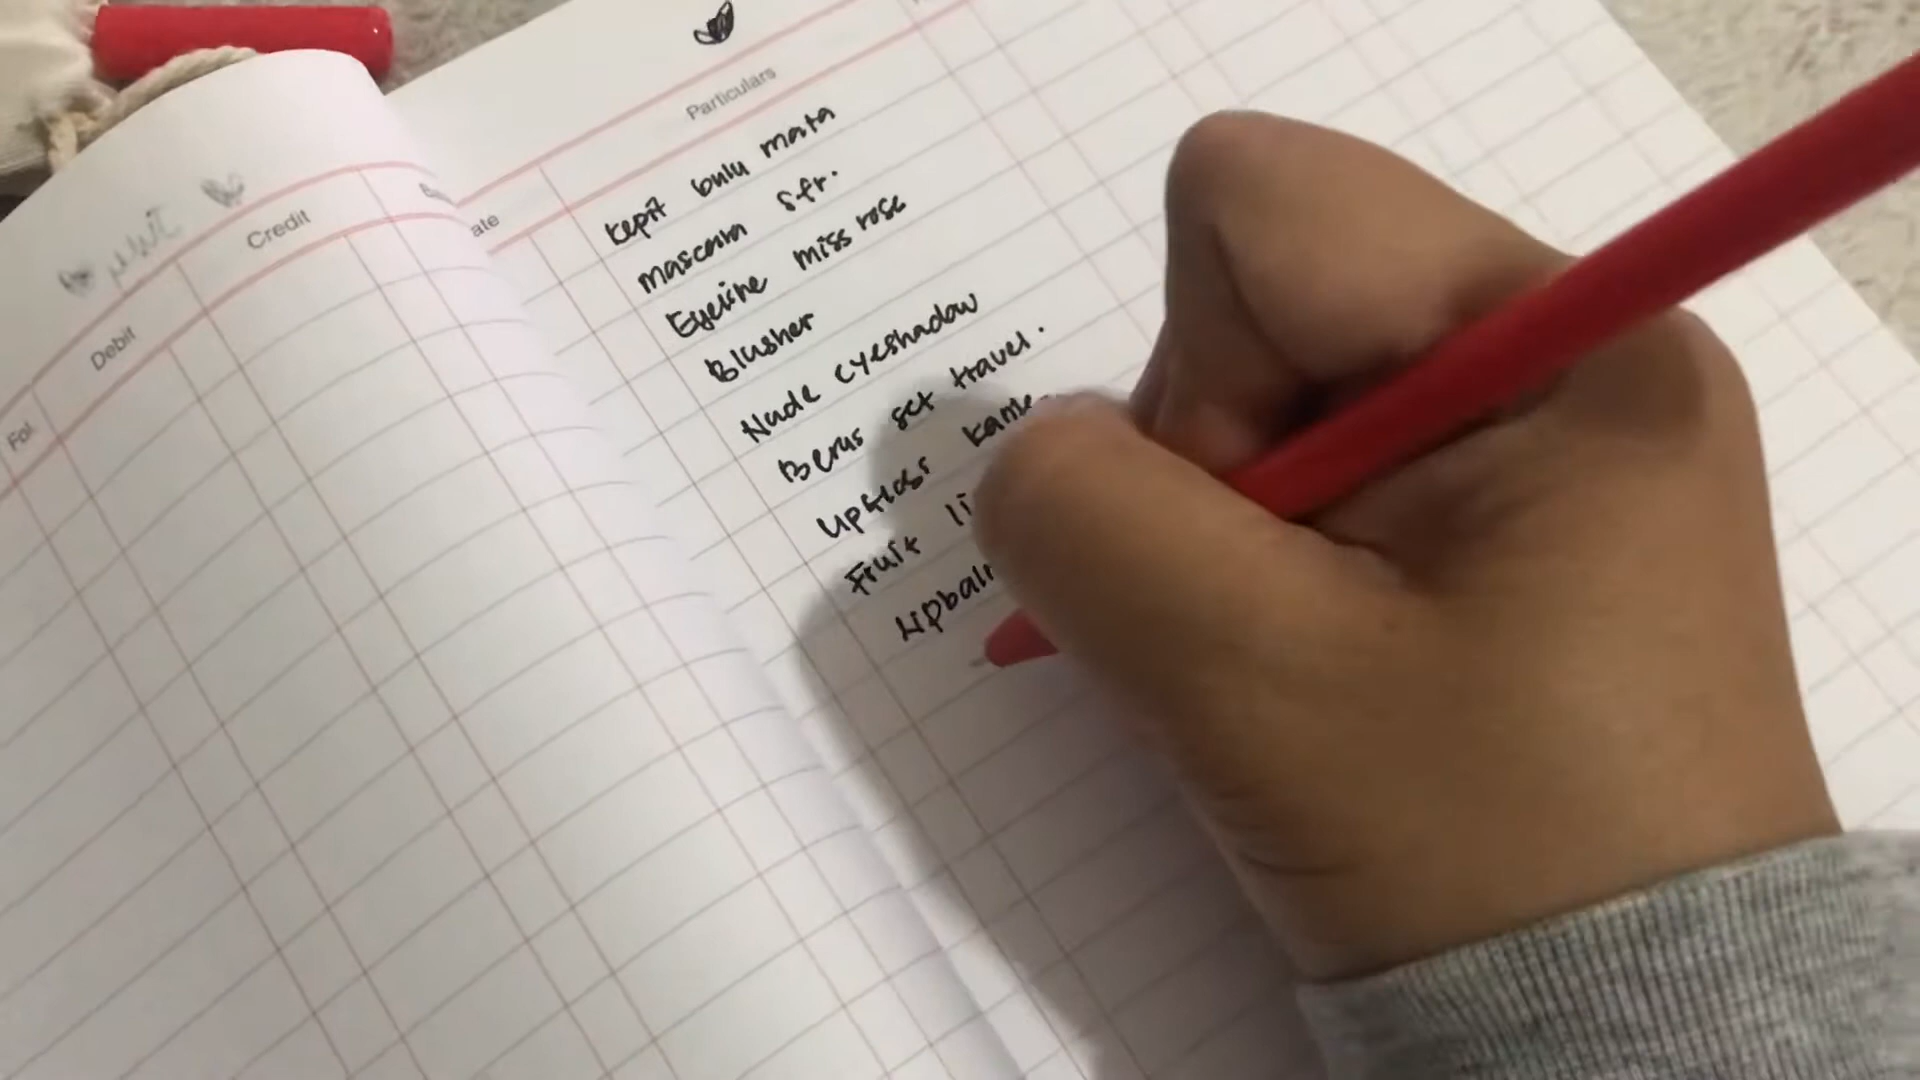 Credit
Debit
Fol
Particulars
ate
kepit bulu mata
mascara sfr.
Eyeline miss rose
Blusher
Nude eyeshadow
Berus set travel.
Fruit